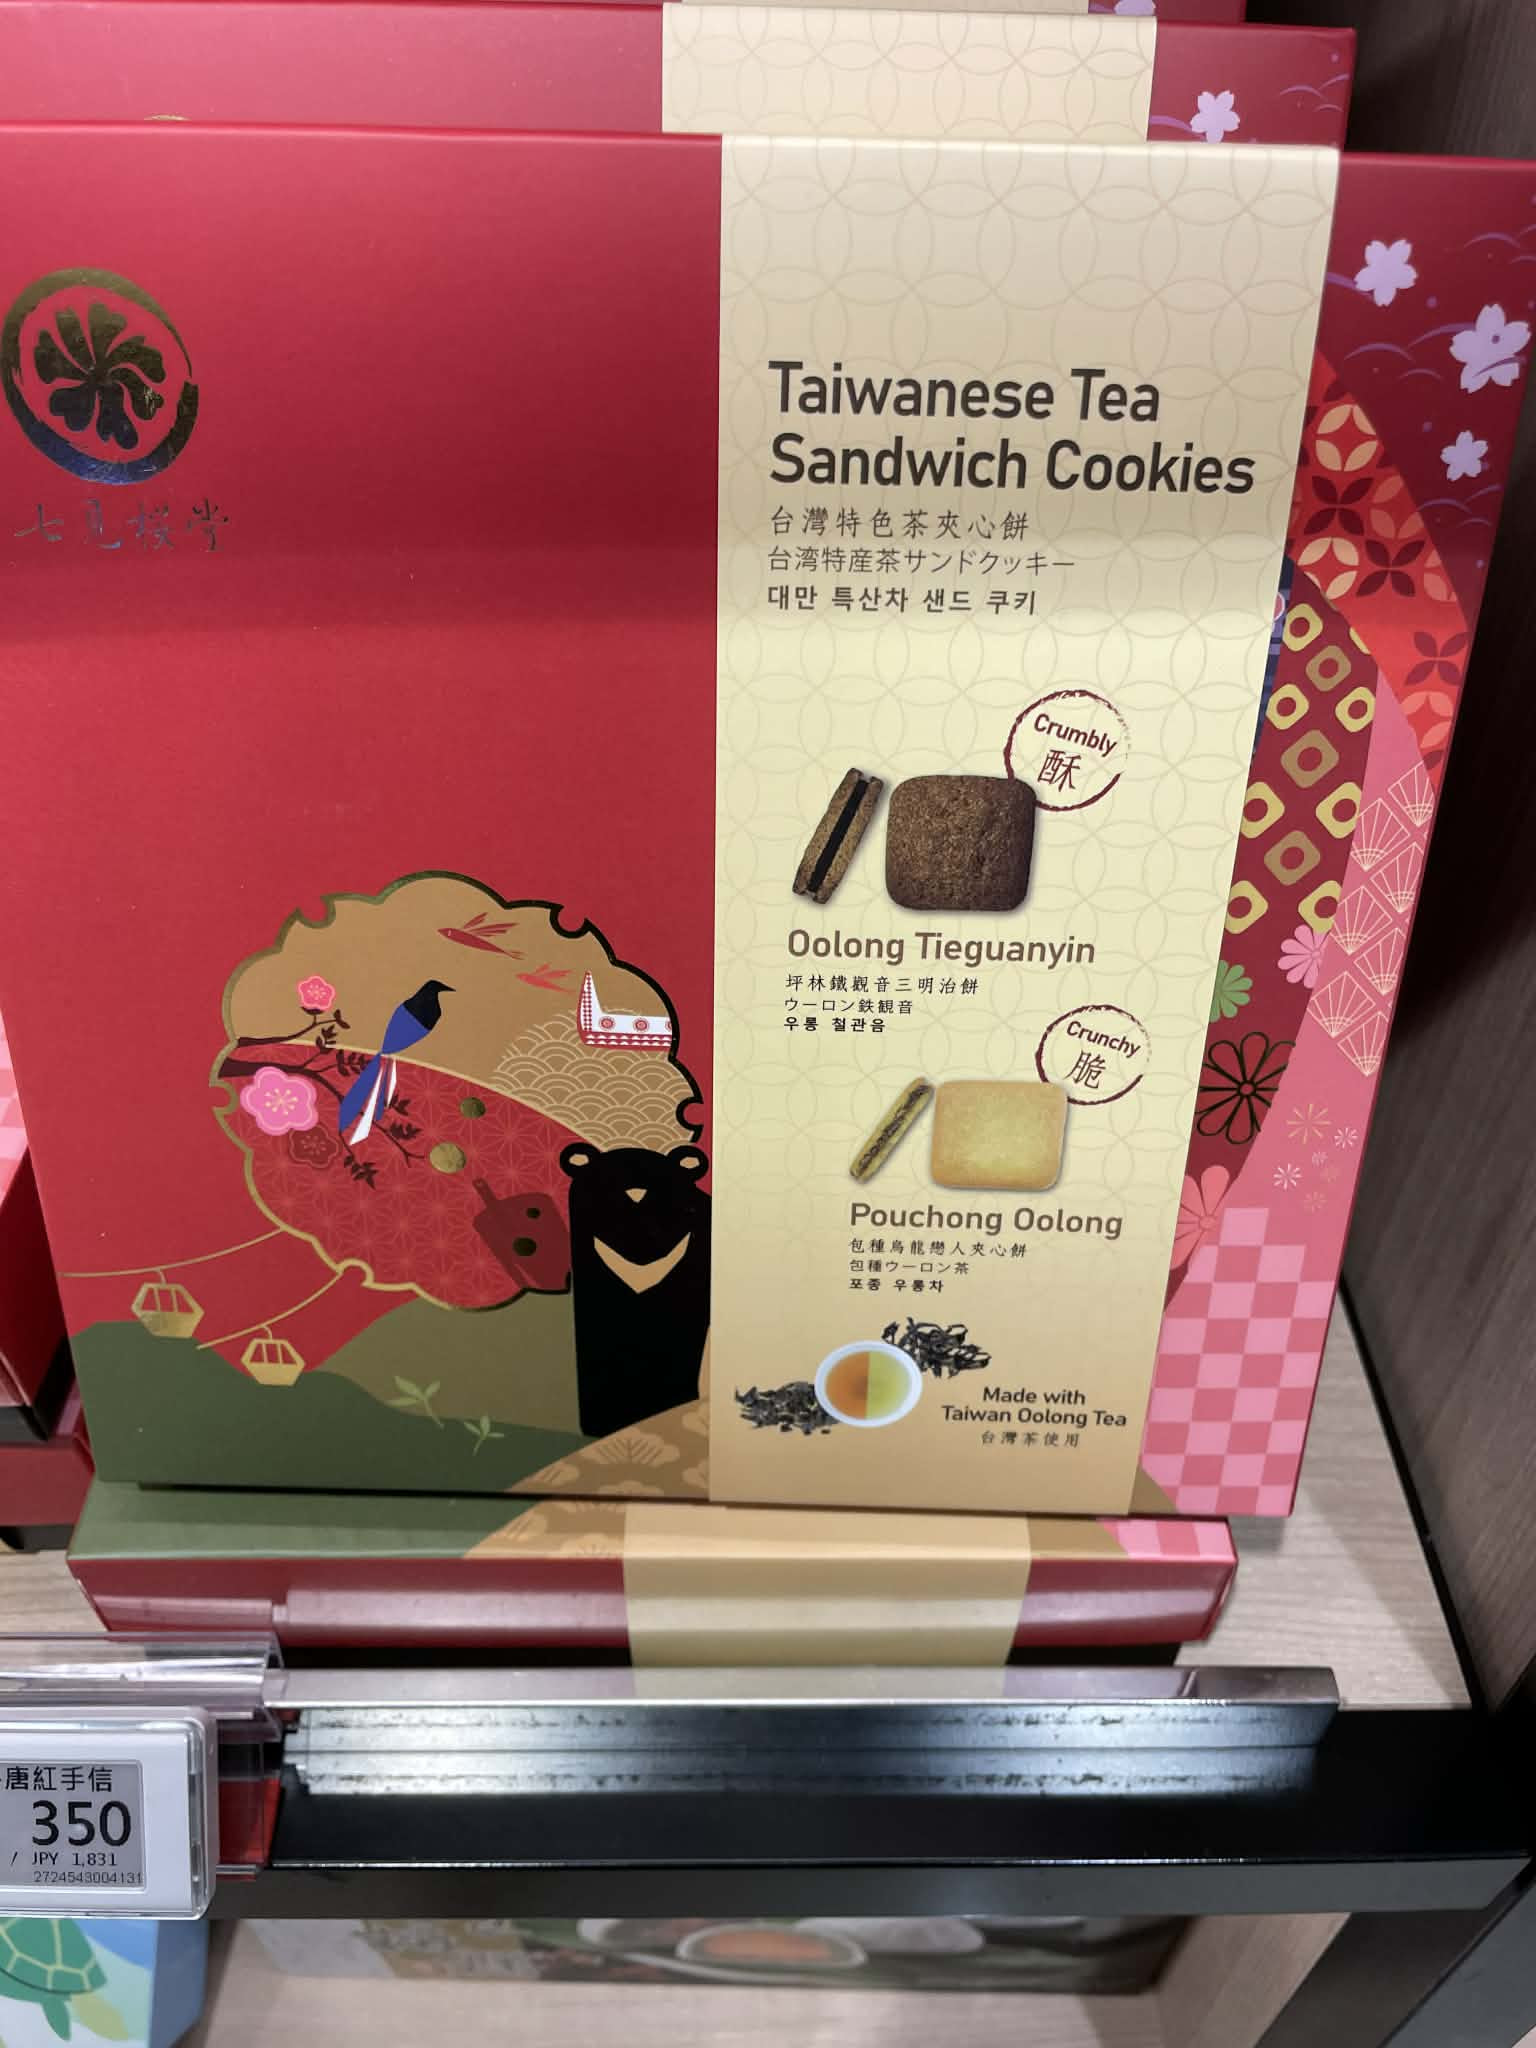 七見桜堂
Taiwanese Tea
Sandwich Cookies
台灣特色茶夾心餅
台湾特産茶サンドクッキー
대만 특산차 샌드 쿠키
Crumbly
酥
Oolong Tieguanyin
坪林鐵觀音三明治餅
ウーロン鉄観音
우롱 철관음
Crunchy
脆
Pouchong Oolong
包種烏龍戀人夾心餅
包種ウーロン茶
포종 우롱차
Made with
Taiwan Oolong Tea
台灣茶使用
唐紅手信
350
/ JPY 1,831
2724543004131